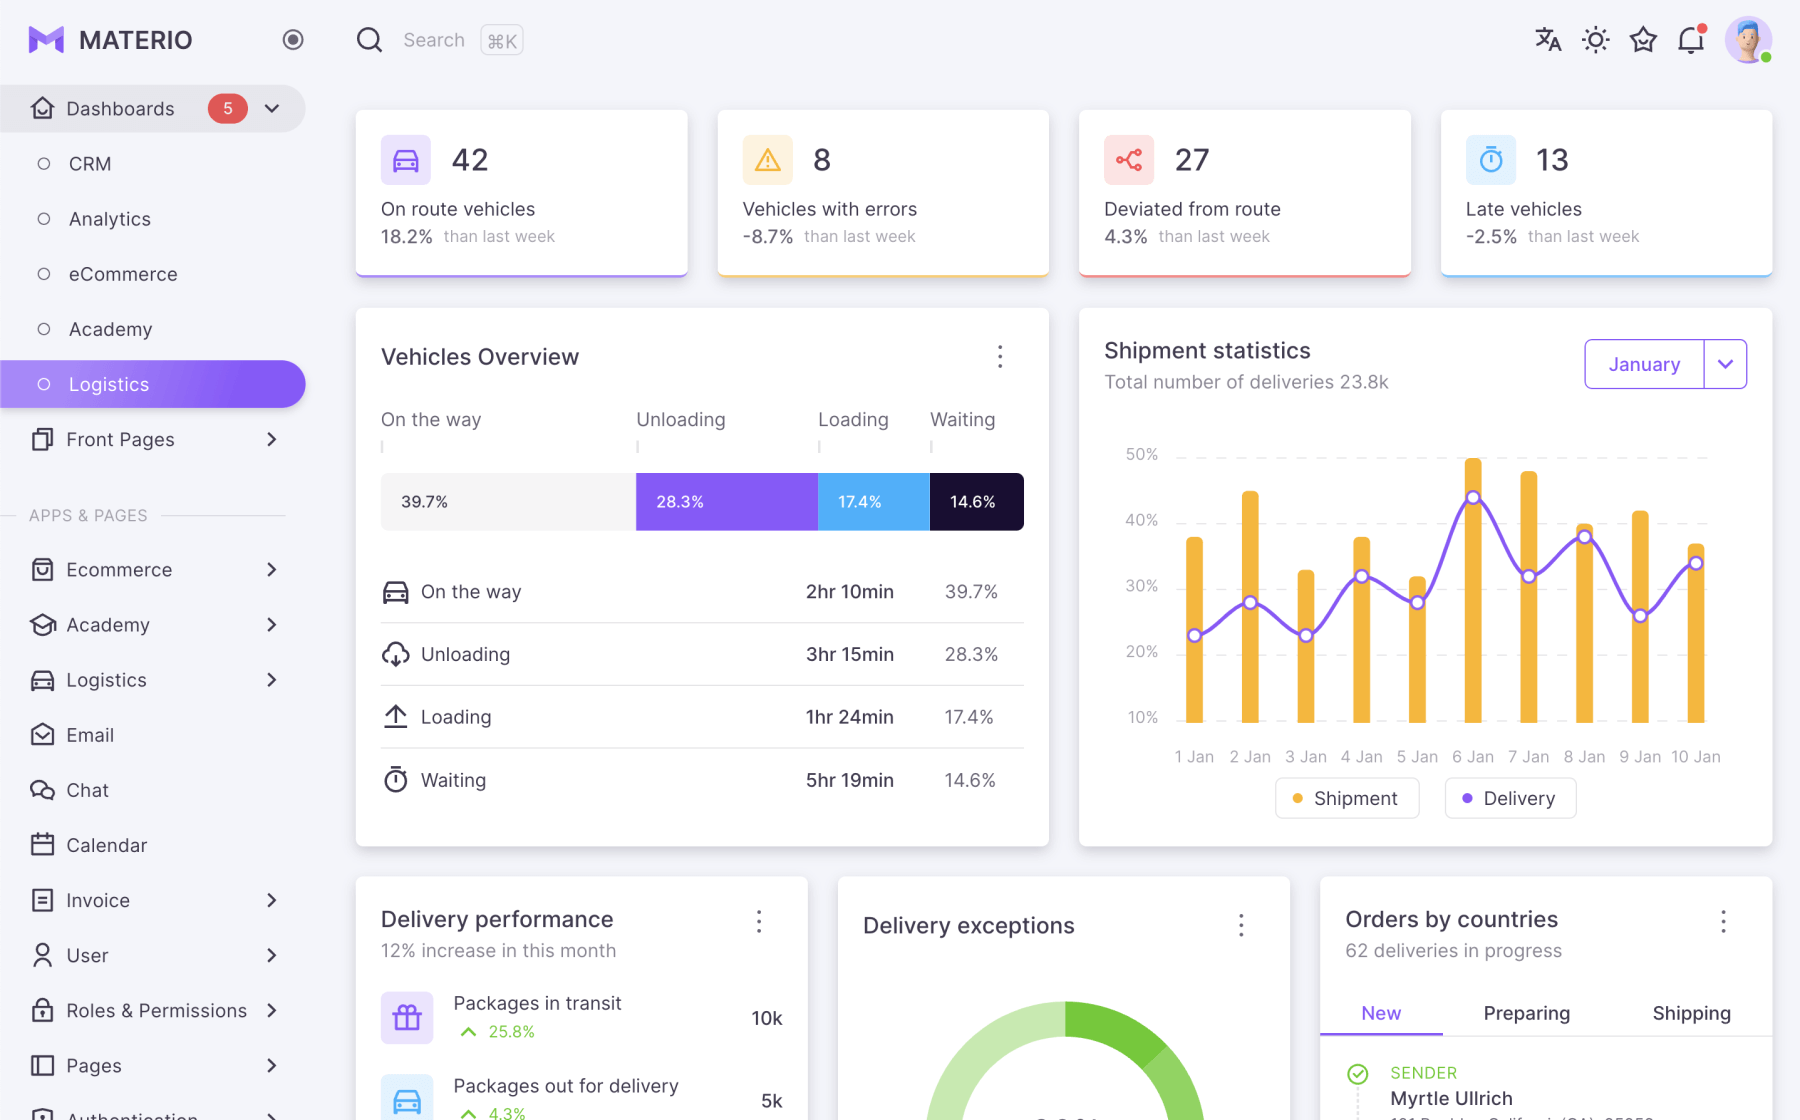 MATERIO
Search ⌘K
Dashboards 5
CRM
Analytics
eCommerce
Academy
Logistics
Front Pages
APPS & PAGES
Ecommerce
Academy
Logistics
Email
Chat
Calendar
Invoice
User
Roles & Permissions
Pages
Authentication
42
On route vehicles
18.2% than last week
8
Vehicles with errors
-8.7% than last week
27
Deviated from route
4.3% than last week
13
Late vehicles
-2.5% than last week
Vehicles Overview
On the way Unloading Loading Waiting
39.7% 28.3% 17.4% 14.6%
On the way 2hr 10min 39.7%
Unloading 3hr 15min 28.3%
Loading 1hr 24min 17.4%
Waiting 5hr 19min 14.6%
Shipment statistics
Total number of deliveries 23.8k
January
50%
40%
30%
20%
10%
1 Jan 2 Jan 3 Jan 4 Jan 5 Jan 6 Jan 7 Jan 8 Jan 9 Jan 10 Jan
Shipment Delivery
Delivery performance
12% increase in this month
Packages in transit
25.8%
10k
Packages out for delivery
4.3%
5k
Delivery exceptions
Orders by countries
62 deliveries in progress
New Preparing Shipping
SENDER
Myrtle Ullrich